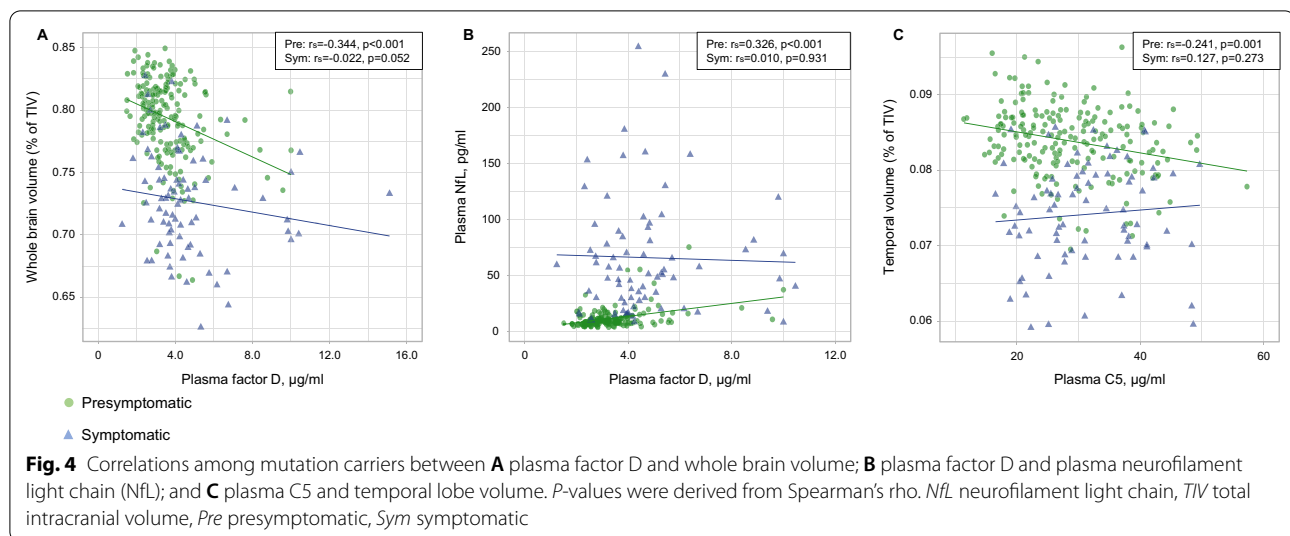 A
Pre: rs=-0.344, p<0.001
Sym: rs=-0.022, p=0.052
0.85
0.80
0.75
0.70
0.65
Whole brain volume (% of TIV)
0
4.0
8.0
12.0
16.0
Plasma factor D, µg/ml
B
Pre: rs=0.326, p<0.001
Sym: rs=0.010, p=0.931
250
200
150
100
50
0
Plasma NfL, pg/ml
0
4.0
8.0
12.0
Plasma factor D, µg/ml
C
Pre: rs=-0.241, p=0.001
Sym: rs=0.127, p=0.273
0.09
0.08
0.07
0.06
Temporal volume (% of TIV)
20
40
60
Plasma C5, µg/ml
Presymptomatic
Symptomatic
Fig. 4 Correlations among mutation carriers between A plasma factor D and whole brain volume; B plasma factor D and plasma neurofilament
light chain (NfL); and C plasma C5 and temporal lobe volume. P-values were derived from Spearman's rho. NfL neurofilament light chain, TIV total
intracranial volume, Pre presymptomatic, Sym symptomatic